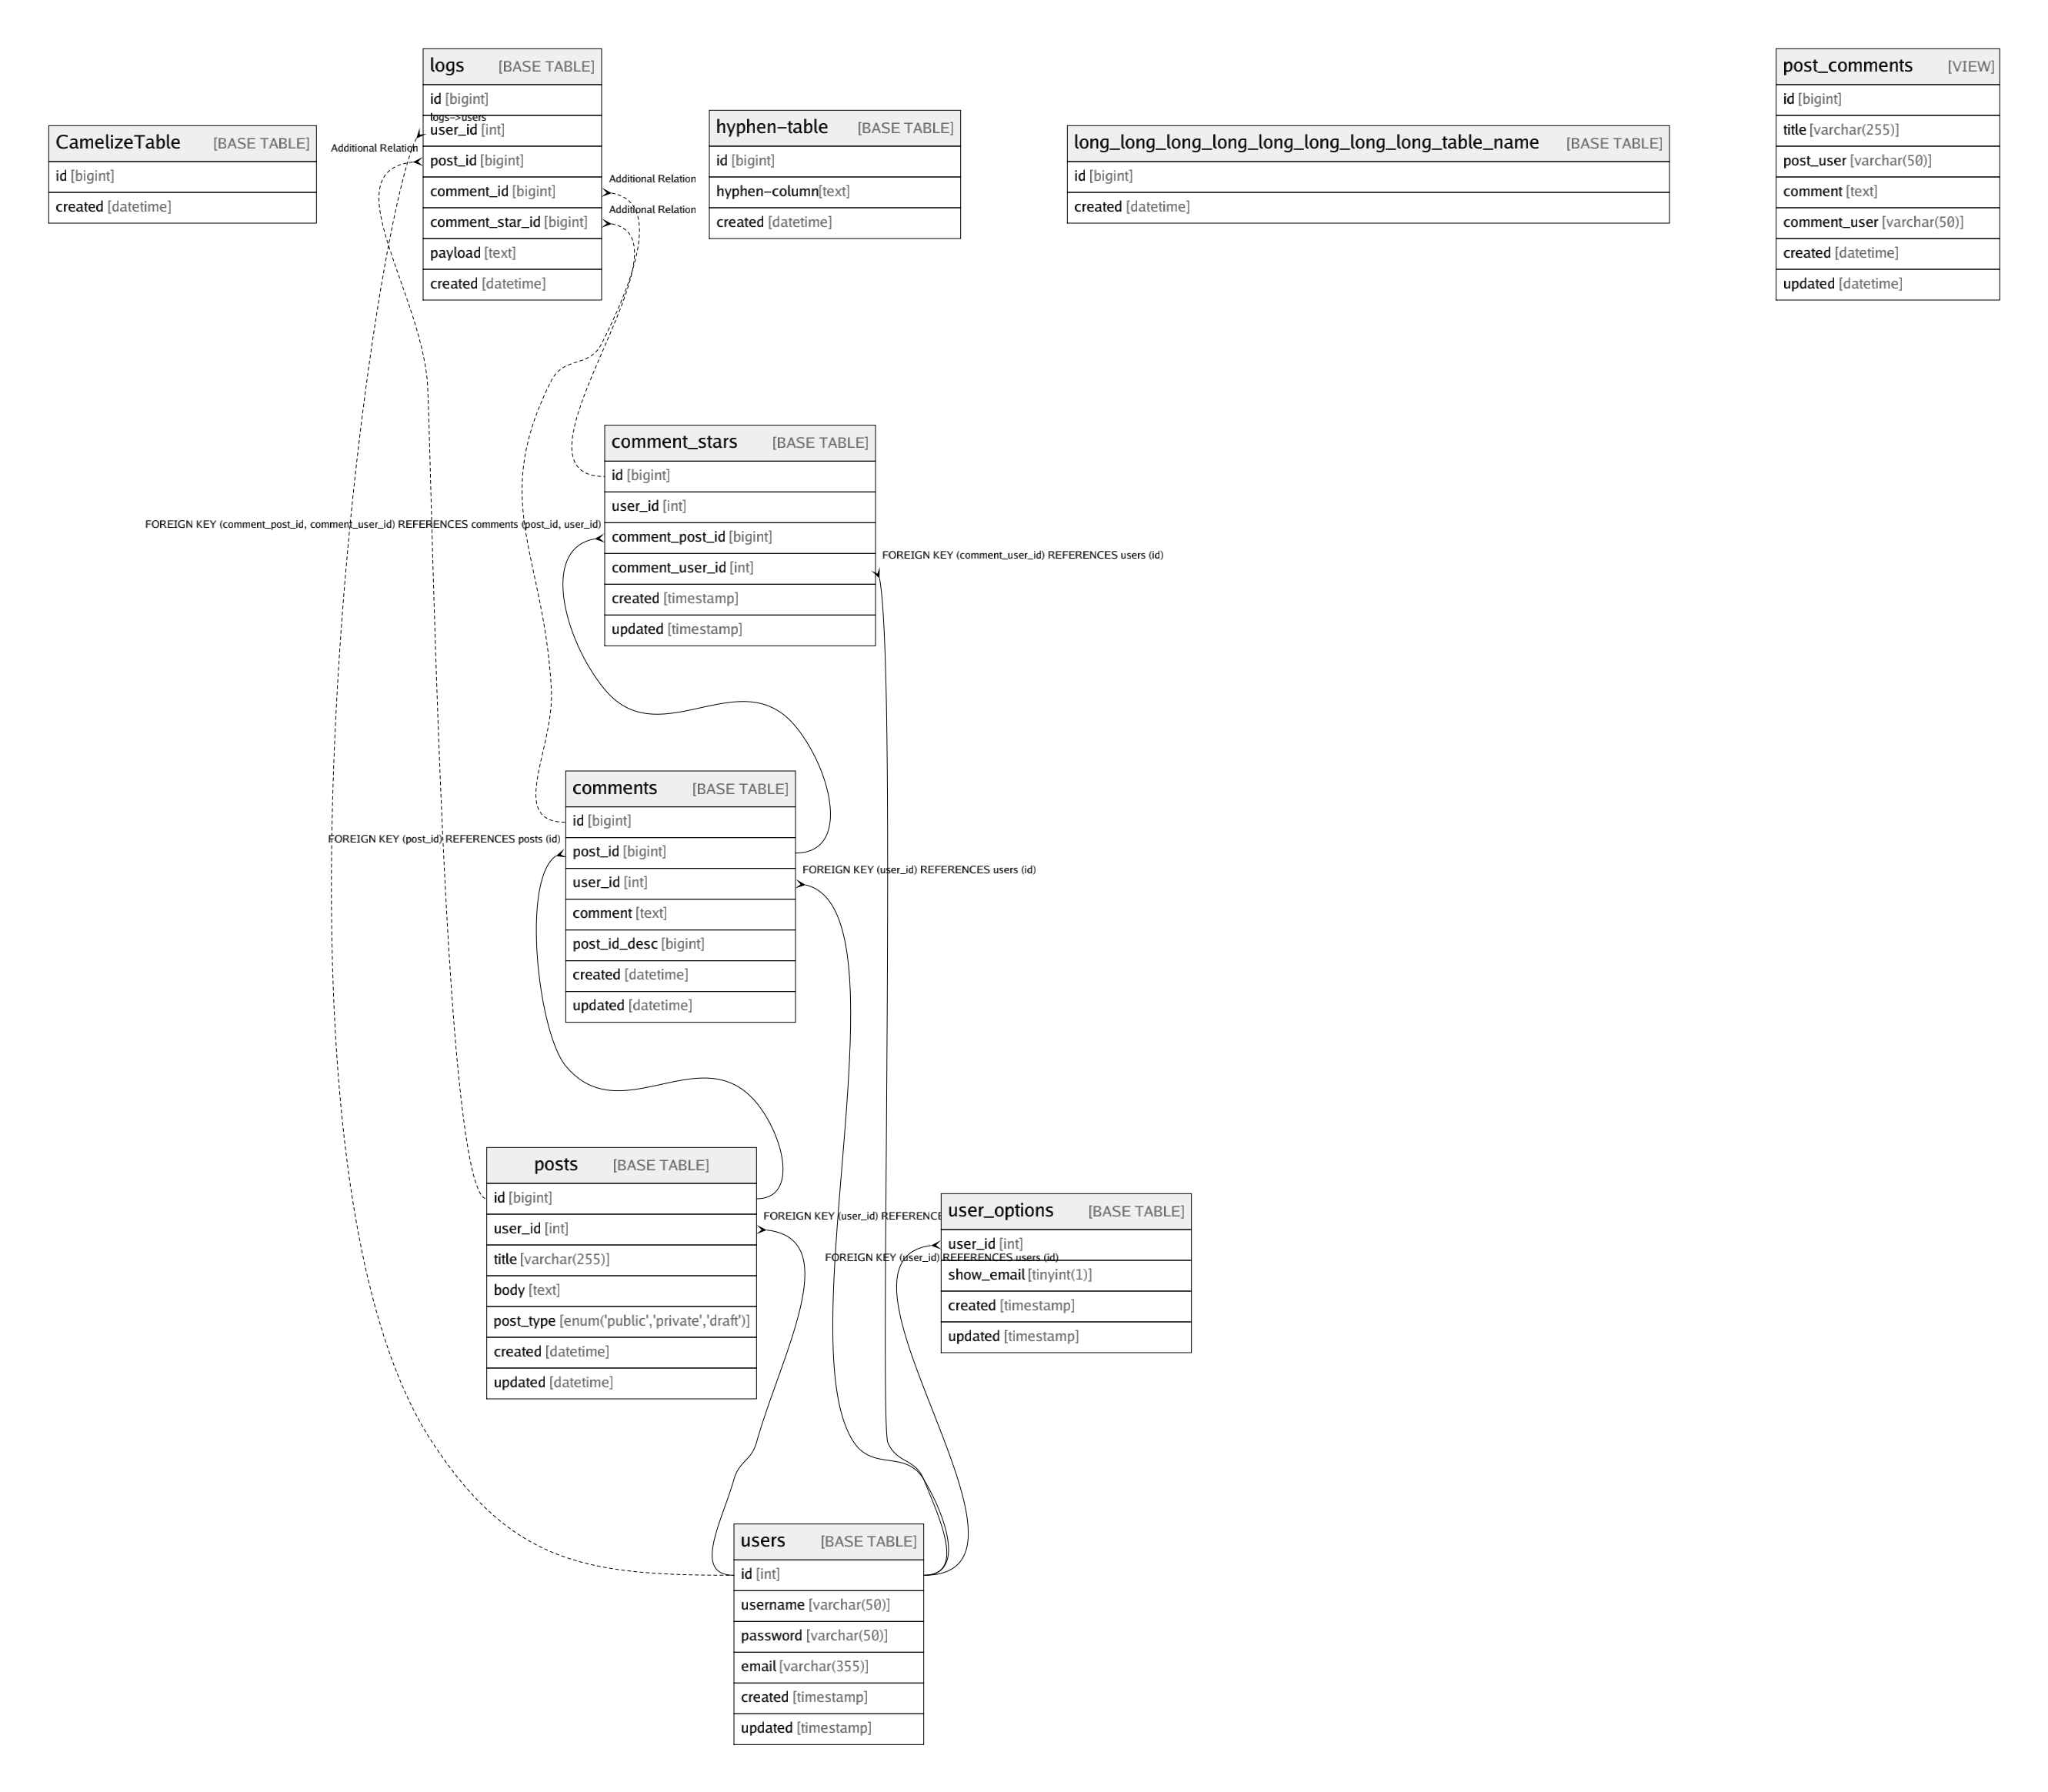 CamelizeTable [BASE TABLE]
id [bigint]
created [datetime]
logs [BASE TABLE]
id [bigint]
logs->users
user_id [int]
Additional Relation
post_id [bigint]
comment_id [bigint]
Additional Relation
comment_star_id [bigint]
Additional Relation
payload [text]
created [datetime]
hyphen-table [BASE TABLE]
id [bigint]
hyphen-column[text]
created [datetime]
long_long_long_long_long_long_long_long_table_name [BASE TABLE]
id [bigint]
created [datetime]
post_comments [VIEW]
id [bigint]
title [varchar(255)]
post_user [varchar(50)]
comment [text]
comment_user [varchar(50)]
created [datetime]
updated [datetime]
comment_stars [BASE TABLE]
id [bigint]
user_id [int]
FOREIGN KEY (comment_post_id, comment_user_id) REFERENCES comments (post_id, user_id)
comment_post_id [bigint]
FOREIGN KEY (comment_user_id) REFERENCES users (id)
comment_user_id [int]
created [timestamp]
updated [timestamp]
comments [BASE TABLE]
id [bigint]
FOREIGN KEY (post_id) REFERENCES posts (id)
post_id [bigint]
FOREIGN KEY (user_id) REFERENCES users (id)
user_id [int]
comment [text]
post_id_desc [bigint]
created [datetime]
updated [datetime]
posts [BASE TABLE]
id [bigint]
FOREIGN KEY (user_id) REFERENCE
user_id [int]
title [varchar(255)]
body [text]
post_type [enum('public','private','draft')]
created [datetime]
updated [datetime]
user_options [BASE TABLE]
user_id [int]
FOREIGN KEY (user_id) REFERENCES users (id)
show_email [tinyint(1)]
created [timestamp]
updated [timestamp]
users [BASE TABLE]
id [int]
username [varchar(50)]
password [varchar(50)]
email [varchar(355)]
created [timestamp]
updated [timestamp]